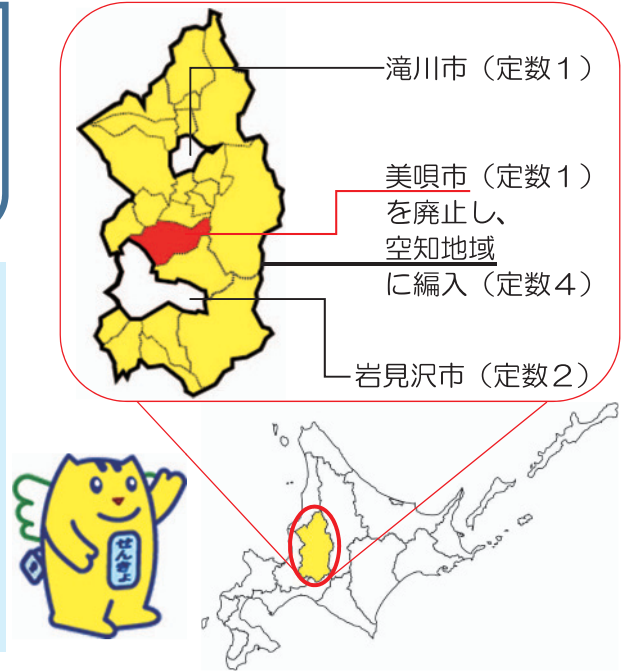 滝川市（定数１）
美唄市（定数１）
を廃止し、
空知地域
に編入（定数４）
岩見沢市（定数２）
せんきょ